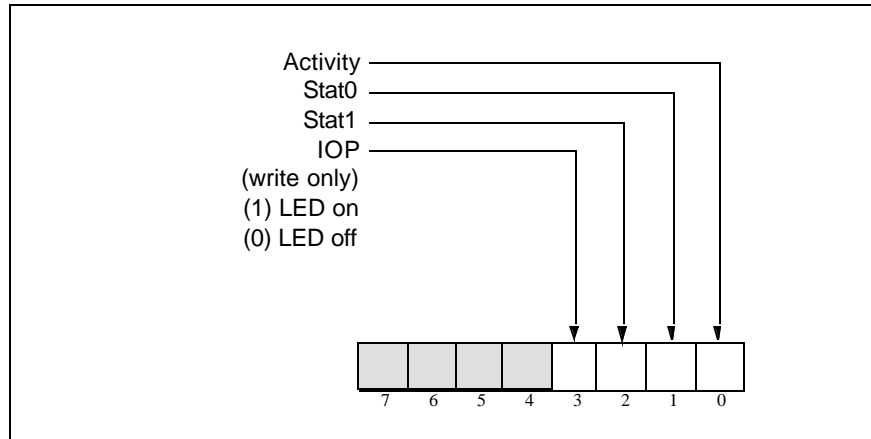 Activity
Stat0
Stat1
IOP
(write only)
(1) LED on
(0) LED off
7 6 5 4 3 2 1 0